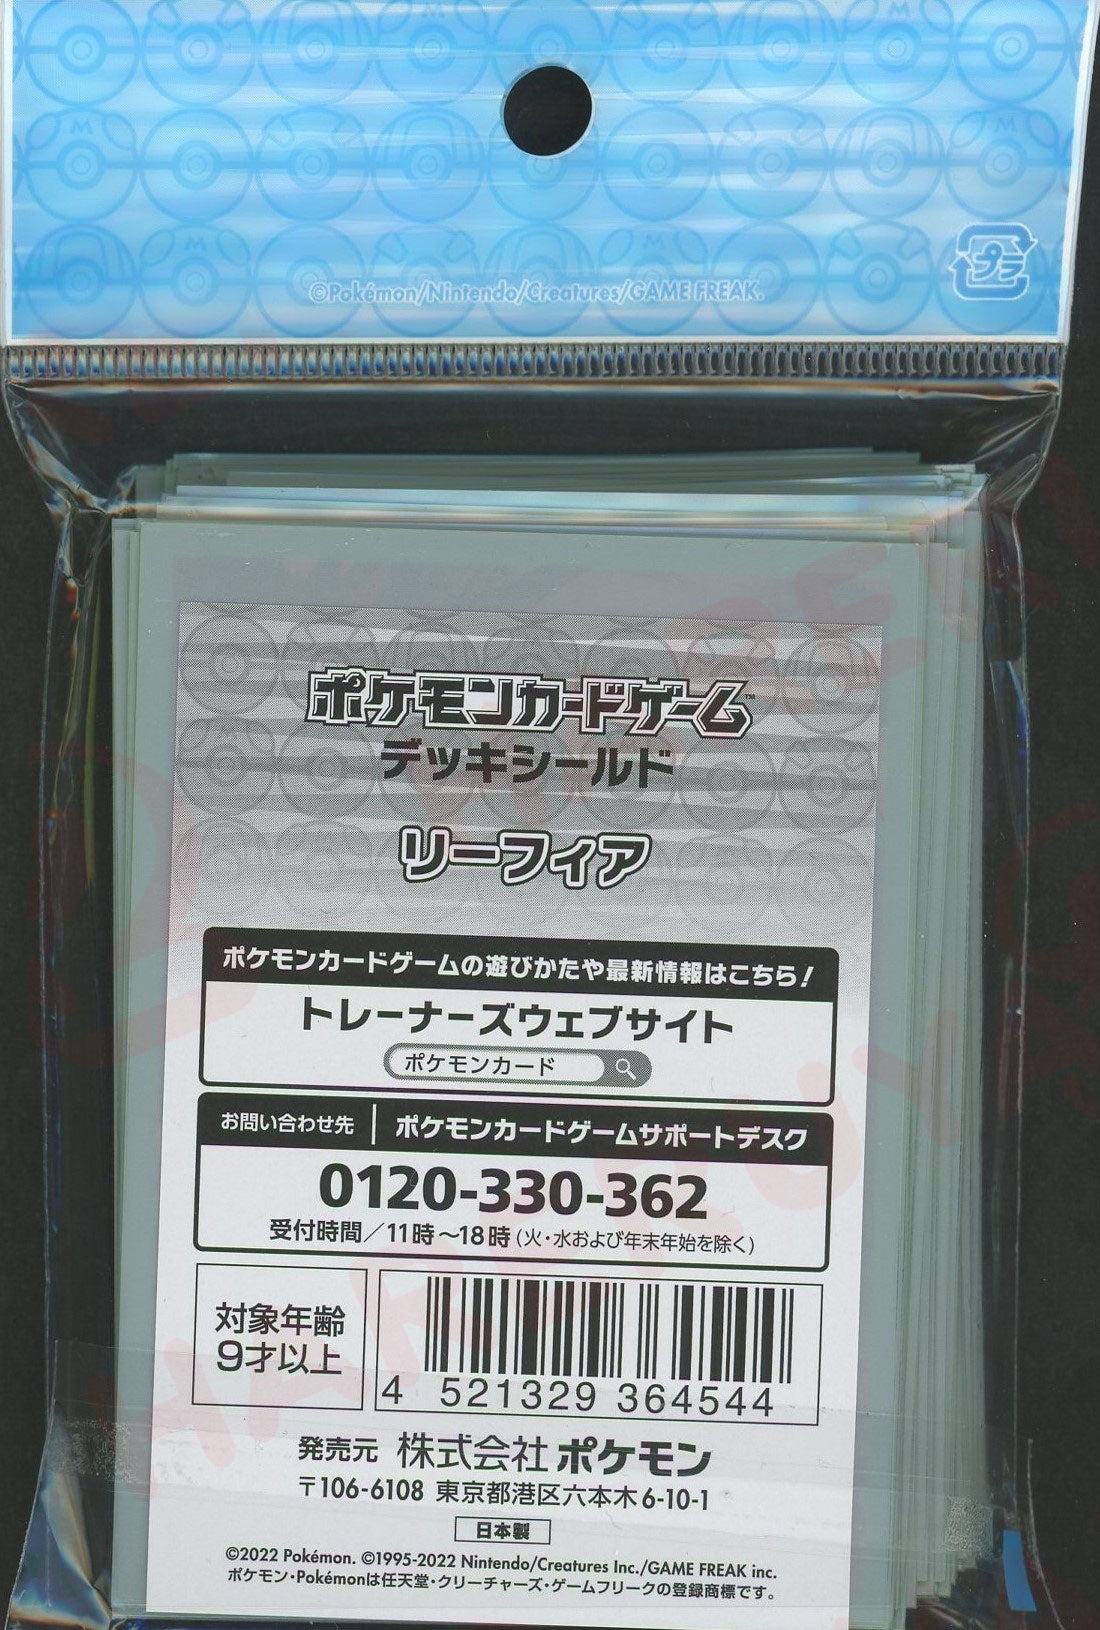 ©Pokémon/Nintendo/Creatures/GAME FREAK.
プラ
ポケモンカードゲーム™
デッキシールド
リーフィア
ポケモンカードゲームの遊びかたや最新情報はこちら!
トレーナーズウェブサイト
ポケモンカード
お問い合わせ先 | ポケモンカードゲームサポートデスク
0120-330-362
受付時間/11時~18時(火・水および年末年始を除く)
対象年齢
9才以上
4 521329 364544
発売元 株式会社ポケモン
〒106-6108 東京都港区六本木6-10-1
日本製
©2022 Pokémon. ©1995-2022 Nintendo/Creatures Inc./GAME FREAK inc.
ポケモン・Pokémonは任天堂・クリーチャーズ・ゲームフリークの登録商標です。